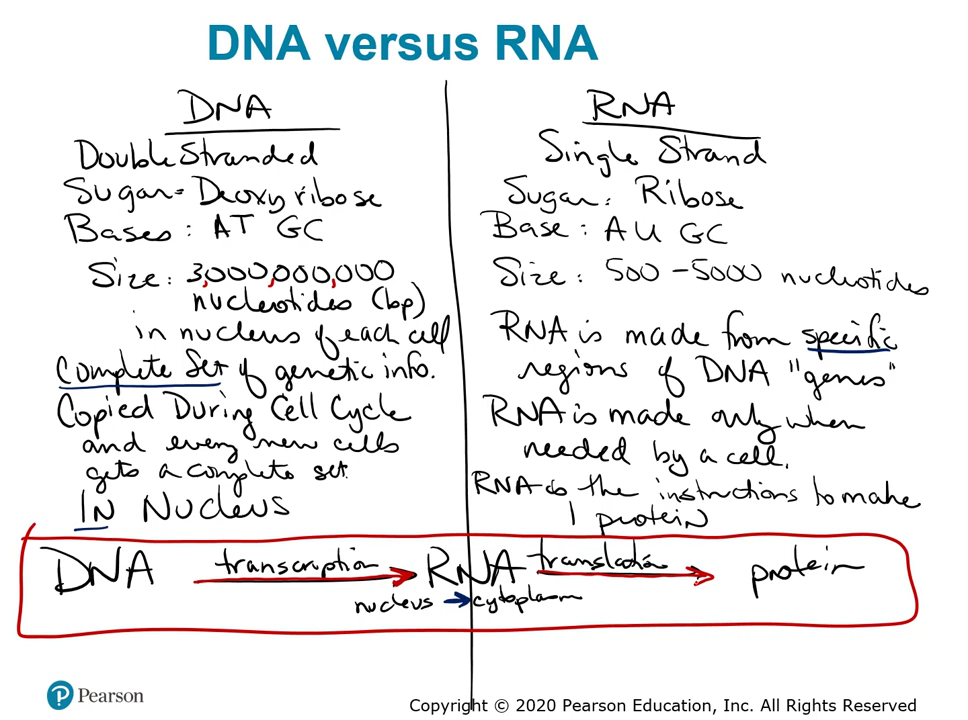 DNA versus RNA
DNA
Double Stranded
Sugar = Deoxyribose
Bases : AT GC
Size : 3,000,000,000
nucleotides (bp)
in nucleus of each cell
Complete Set of genetic info.
Copied During Cell Cycle
and every new cells
gets a complete set.
IN Nucleus
RNA
Single Strand
Sugar : Ribose
Base : AU GC
Size : 500 - 5000 nucleotides
RNA is made from specific
regions of DNA "genes"
RNA is made only when
needed by a cell.
RNA is the instructions to make
1 protein
DNA transcription RNA translation protein
nucleus → cytoplasm
P Pearson
Copyright © 2020 Pearson Education, Inc. All Rights Reserved